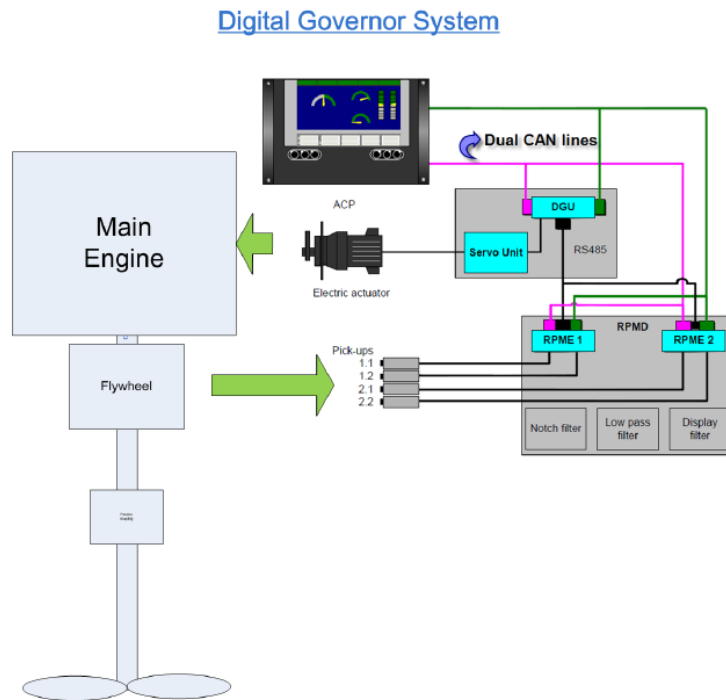 Digital Governor System
Dual CAN lines
ACP
DGU
Main
Engine
Servo Unit
RS485
Electric actuator
RPMD
RPME 1
RPME 2
Pick-ups
1.1
1.2
2.1
2.2
Flywheel
Notch filter
Low pass
filter
Display
filter